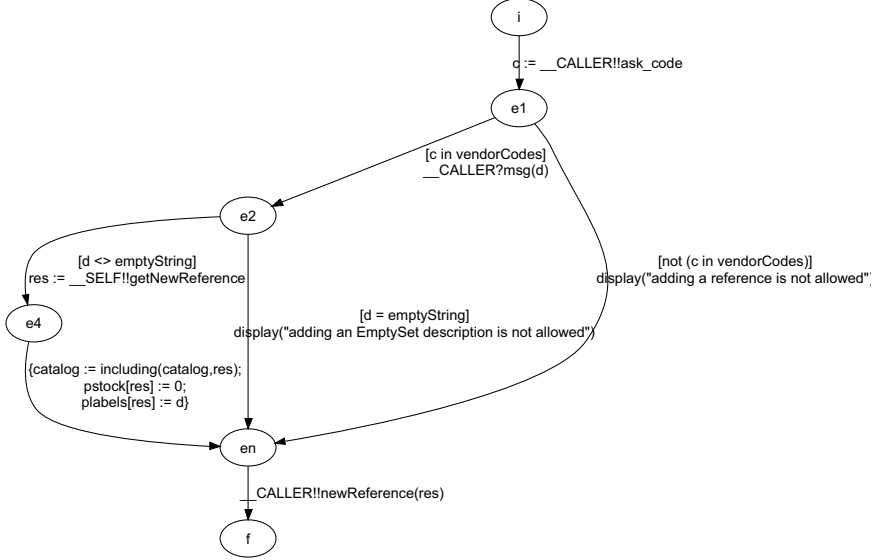 i
c := __CALLER!!ask_code
e1
[c in vendorCodes]
__CALLER?msg(d)
e2
[d <> emptyString]
res := __SELF!!getNewReference
[not (c in vendorCodes)]
display("adding a reference is not allowed")
[d = emptyString]
display("adding an EmptySet description is not allowed")
e4
{catalog := including(catalog,res);
pstock[res] := 0;
plabels[res] := d}
en
__CALLER!!newReference(res)
f